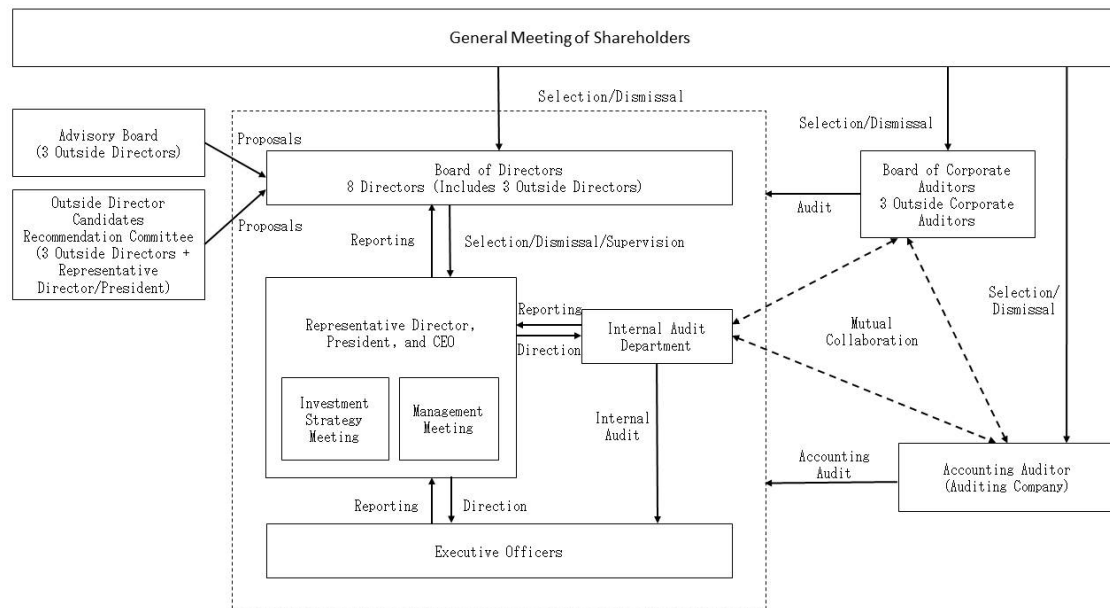 General Meeting of Shareholders
Selection/Dismissal
Selection/Dismissal
Advisory Board
(3 Outside Directors)
Proposals
Board of Directors
8 Directors (Includes 3 Outside Directors)
Board of Corporate
Auditors
3 Outside Corporate
Auditors
Audit
Outside Director
Candidates
Recommendation Committee
(3 Outside Directors +
Representative
Director/President)
Proposals
Reporting
Selection/Dismissal/Supervision
Selection/
Dismissal
Representative Director,
President, and CEO
Reporting
Direction
Internal Audit
Department
Mutual
Collaboration
Investment
Strategy
Meeting
Management
Meeting
Internal
Audit
Accounting
Audit
Accounting Auditor
(Auditing Company)
Reporting
Direction
Executive Officers